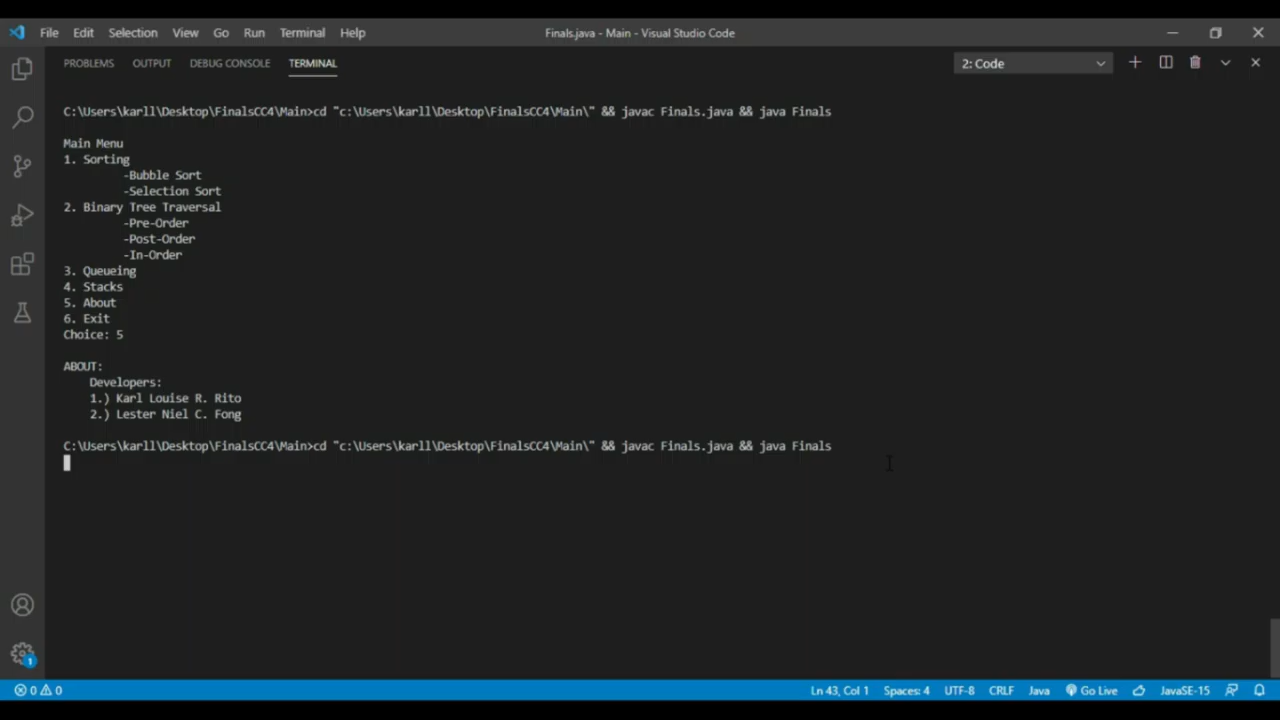 File Edit Selection View Go Run Terminal Help
Finals.java - Main - Visual Studio Code
PROBLEMS OUTPUT DEBUG CONSOLE TERMINAL
2: Code
C:\Users\karll\Desktop\FinalsCC4\Main>cd "c:\Users\karll\Desktop\FinalsCC4\Main\" && javac Finals.java && java Finals
Main Menu
1. Sorting
-Bubble Sort
-Selection Sort
2. Binary Tree Traversal
-Pre-Order
-Post-Order
-In-Order
3. Queueing
4. Stacks
5. About
6. Exit
Choice: 5
ABOUT:
Developers:
1.) Karl Louise R. Rito
2.) Lester Niel C. Fong
C:\Users\karll\Desktop\FinalsCC4\Main>cd "c:\Users\karll\Desktop\FinalsCC4\Main\" && javac Finals.java && java Finals
1
0 0
Ln 43, Col 1 Spaces: 4 UTF-8 CRLF Java Go Live JavaSE-15